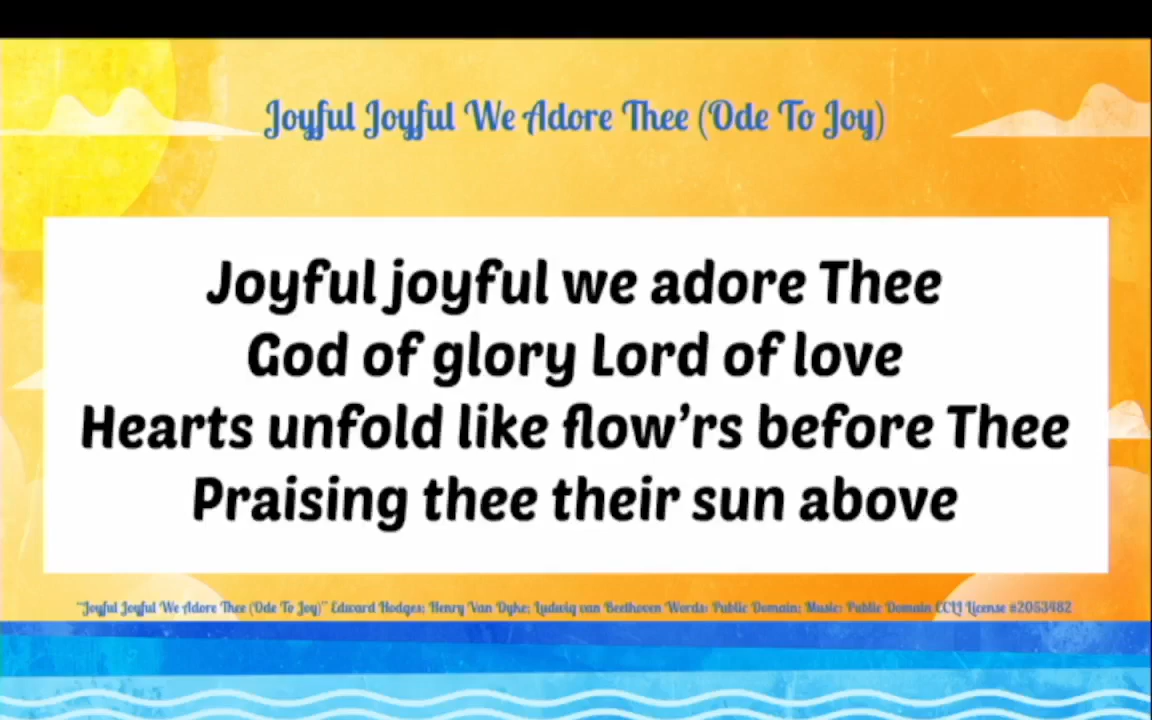 Joyful Joyful We Adore Thee (Ode To Joy)
Joyful joyful we adore Thee
God of glory Lord of love
Hearts unfold like flow’rs before Thee
Praising thee their sun above
“Joyful Joyful We Adore Thee (Ode To Joy)” Edward Hodges; Henry Van Dyke; Ludwig van Beethoven Words: Public Domain; Music: Public Domain CCLI License #2053482